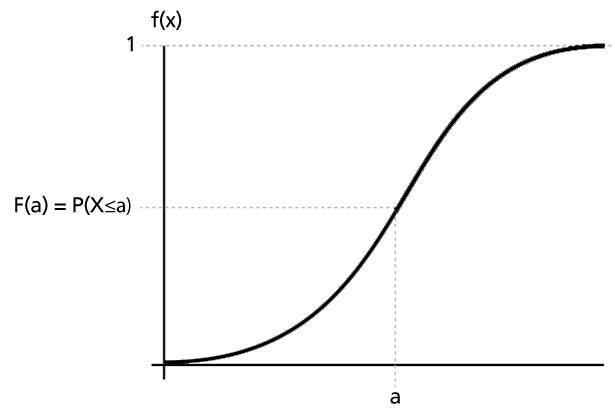 f(x)
1
F(a) = P(X≤a)
a